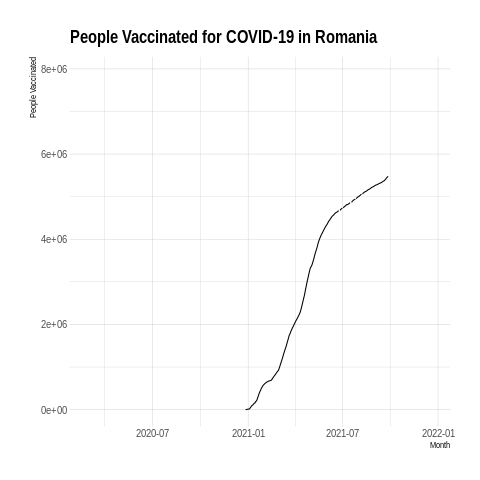 People Vaccinated for COVID-19 in Romania
People Vaccinated
8e+06
6e+06
4e+06
2e+06
0e+00
2020-07
2021-01
2021-07
2022-01
Month